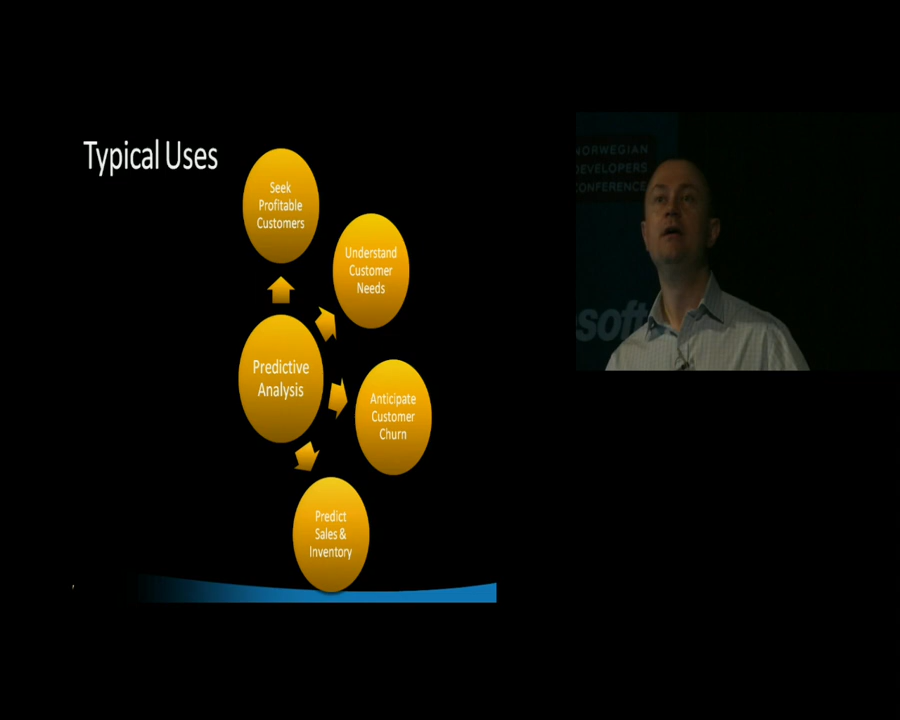 Typical Uses
Seek
Profitable
Customers
Understand
Customer
Needs
Predictive
Analysis
Anticipate
Customer
Churn
Predict
Sales &
Inventory
NORWEGIAN
DEVELOPERS
CONFERENCE
soft